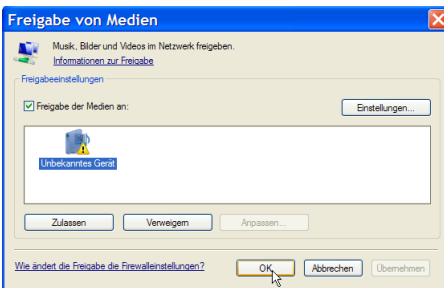 Freigabe von Medien
Musik, Bilder und Videos im Netzwerk freigeben.
Informationen zur Freigabe
Freigabeeinstellungen
Freigabe der Medien an:
Einstellungen...
Unbekanntes Gerät
Zulassen
Verweigern
Anpassen...
Wie ändert die Freigabe die Firewalleinstellungen?
OK
Abbrechen
Übernehmen